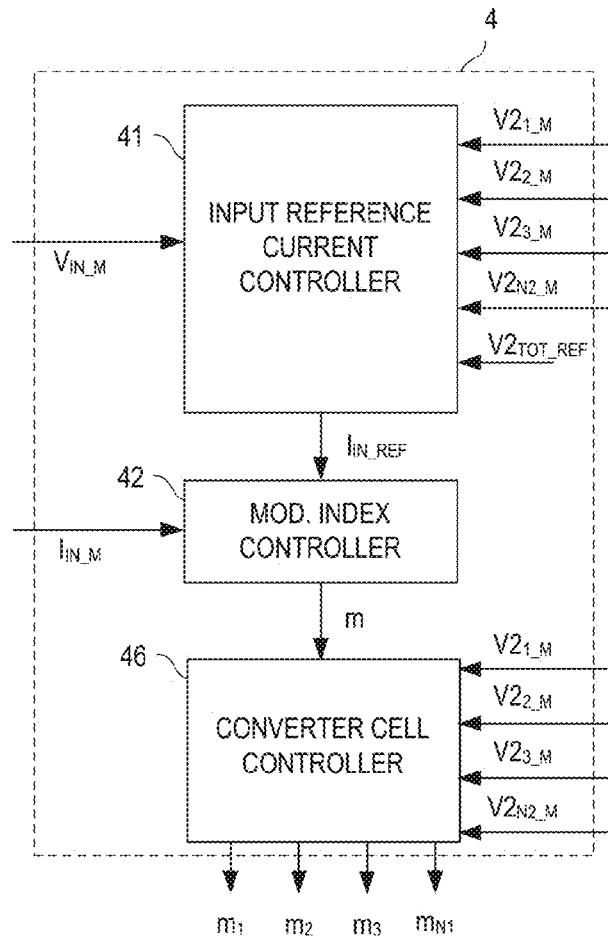 4
41
INPUT REFERENCE
CURRENT
CONTROLLER
V2₁_M
V2₂_M
V2₃_M
V2N2_M
V2TOT_REF
VIN_M
IIN_REF
42
MOD. INDEX
CONTROLLER
IIN_M
m
46
CONVERTER CELL
CONTROLLER
V2₁_M
V2₂_M
V2₃_M
V2N2_M
m₁ m₂ m₃ mN1